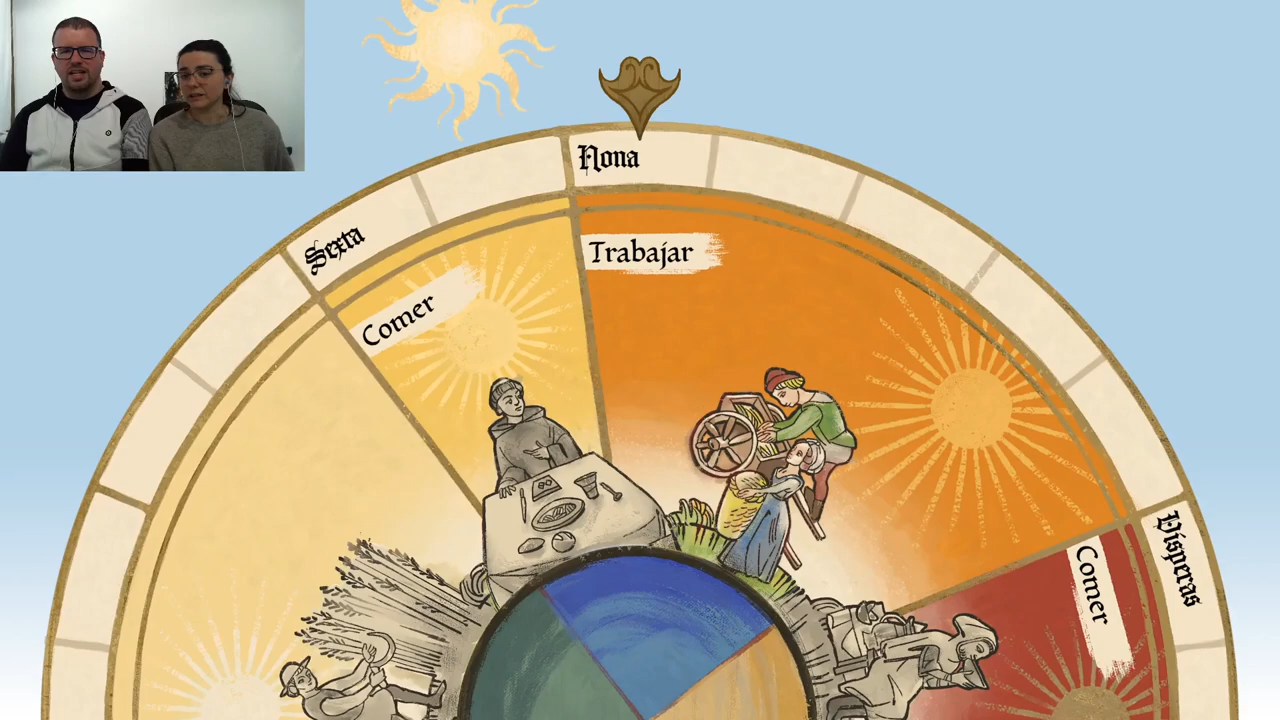 Nona
Sexta
Trabajar
Comer
Vísperas
Comer